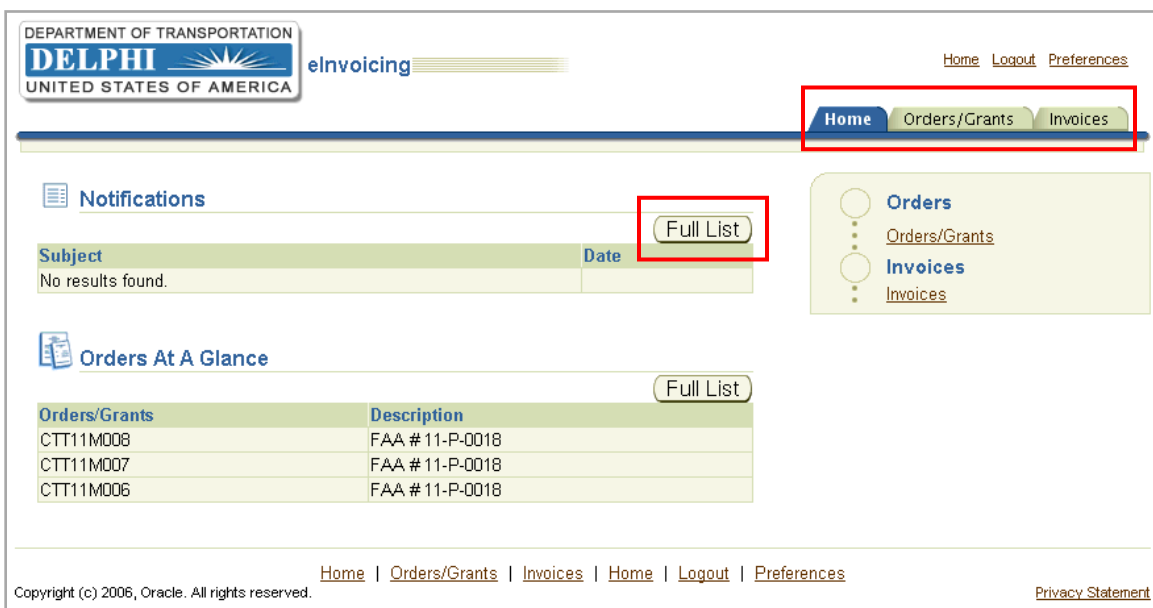 DEPARTMENT OF TRANSPORTATION
DELPHI
UNITED STATES OF AMERICA
eInvoicing
Home Logout Preferences
Home Orders/Grants Invoices
Notifications
Full List
Subject Date
No results found.
Orders
Orders/Grants
Invoices
Invoices
Orders At A Glance
Full List
Orders/Grants Description
CTT11M008 FAA # 11-P-0018
CTT11M007 FAA # 11-P-0018
CTT11M006 FAA # 11-P-0018
Home | Orders/Grants | Invoices | Home | Logout | Preferences
Copyright (c) 2006, Oracle. All rights reserved.
Privacy Statement